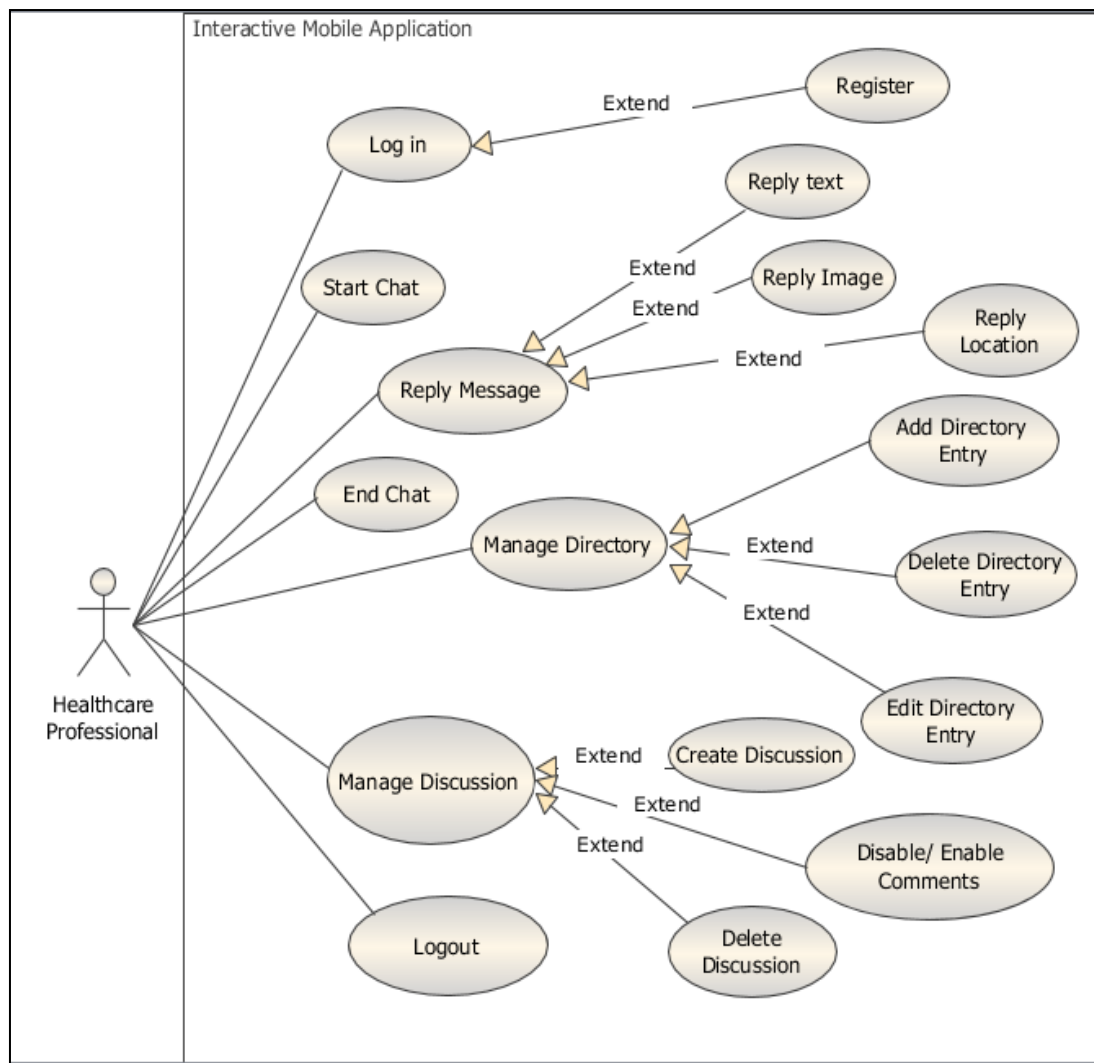 Interactive Mobile Application
Register
Extend
Log in
Reply text
Extend
Reply Image
Start Chat
Extend
Reply
Location
Extend
Reply Message
Add Directory
Entry
End Chat
Manage Directory
Extend
Delete Directory
Entry
Extend
Healthcare
Professional
Edit Directory
Entry
Extend
Create Discussion
Manage Discussion
Extend
Extend
Disable/ Enable
Comments
Logout
Delete
Discussion